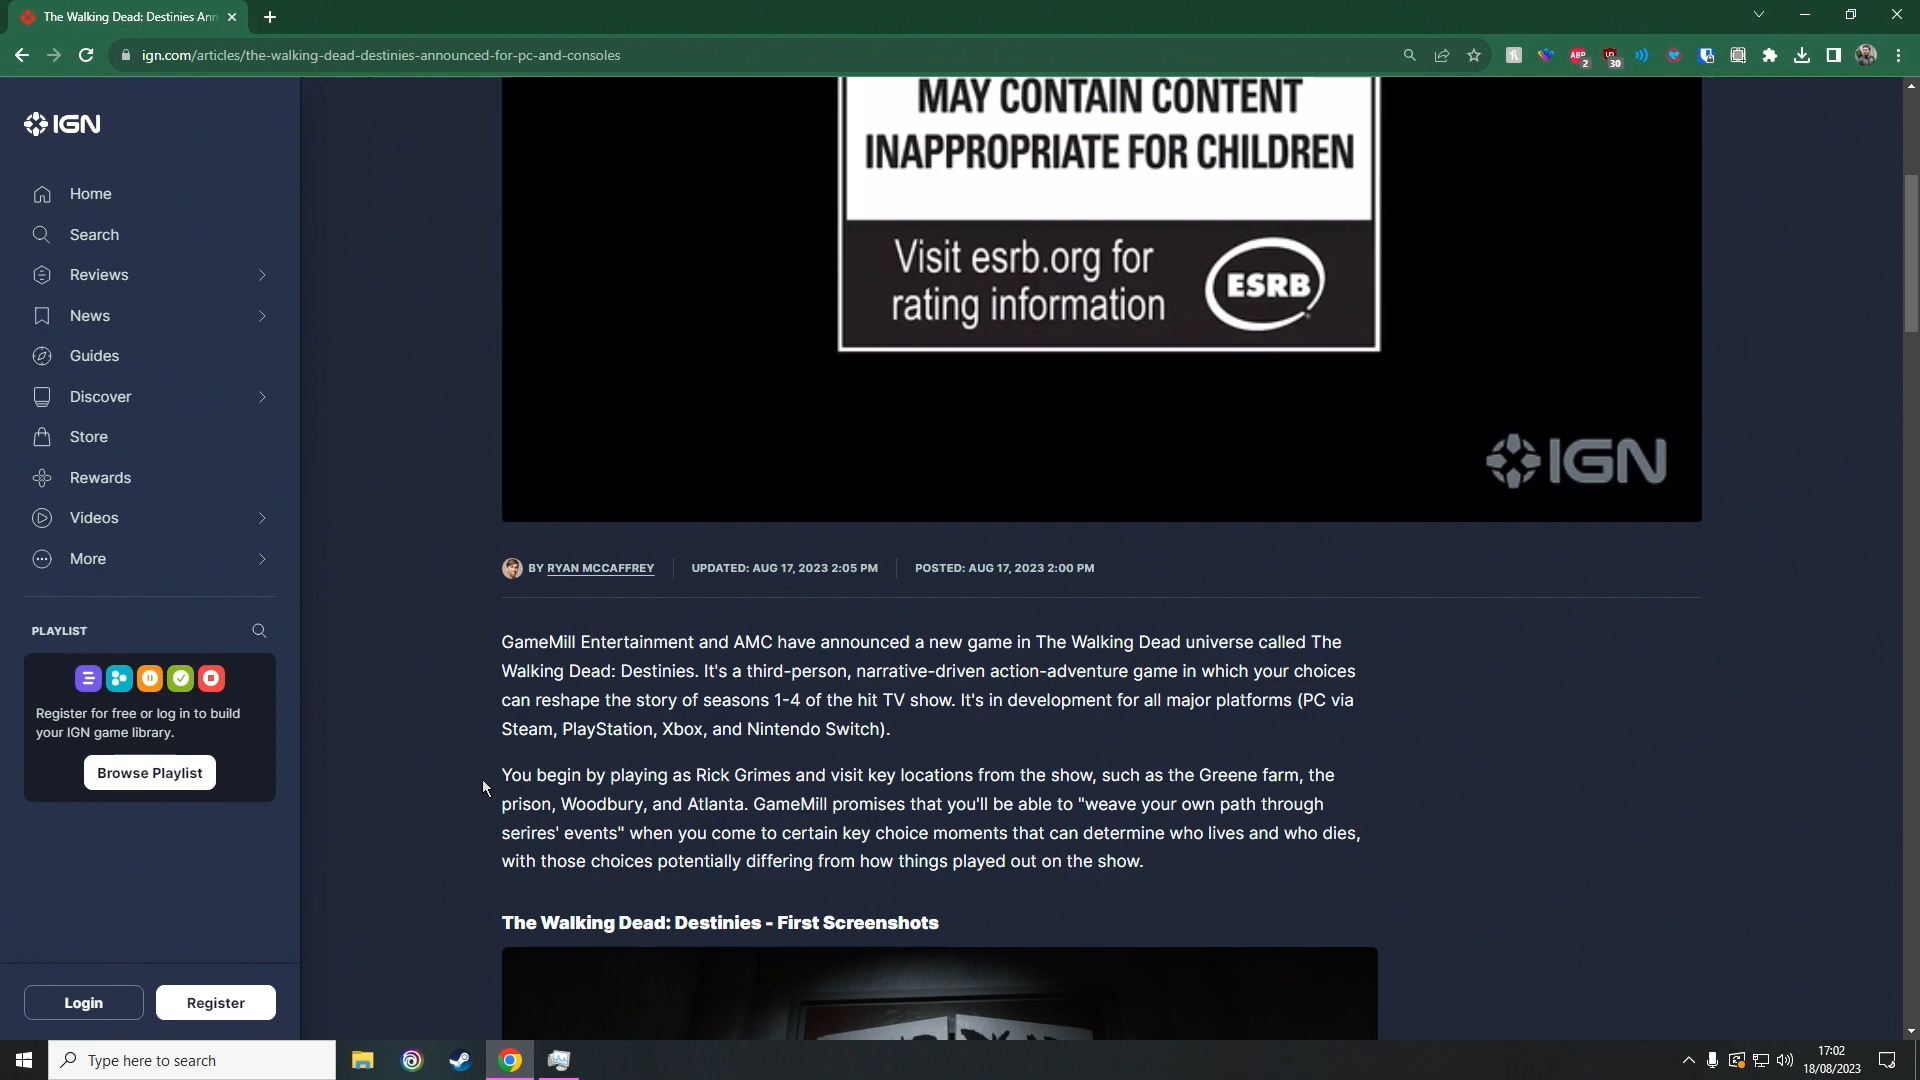 The Walking Dead: Destinies Ann
ign.com/articles/the-walking-dead-destinies-announced-for-pc-and-consoles
ABP
2
30
IGN
Home
Search
Reviews
News
Guides
Discover
Store
Rewards
Videos
More
PLAYLIST
Register for free or log in to build
your IGN game library.
Browse Playlist
Login
Register
MAY CONTAIN CONTENT
INAPPROPRIATE FOR CHILDREN
Visit esrb.org for
rating information
ESRB
IGN
BY RYAN MCCAFFREY
UPDATED: AUG 17, 2023 2:05 PM
POSTED: AUG 17, 2023 2:00 PM
GameMill Entertainment and AMC have announced a new game in The Walking Dead universe called The
Walking Dead: Destinies. It's a third-person, narrative-driven action-adventure game in which your choices
can reshape the story of seasons 1-4 of the hit TV show. It's in development for all major platforms (PC via
Steam, PlayStation, Xbox, and Nintendo Switch).
You begin by playing as Rick Grimes and visit key locations from the show, such as the Greene farm, the
prison, Woodbury, and Atlanta. GameMill promises that you'll be able to "weave your own path through
serires' events" when you come to certain key choice moments that can determine who lives and who dies,
with those choices potentially differing from how things played out on the show.
The Walking Dead: Destinies - First Screenshots
Type here to search
17:02
18/08/2023